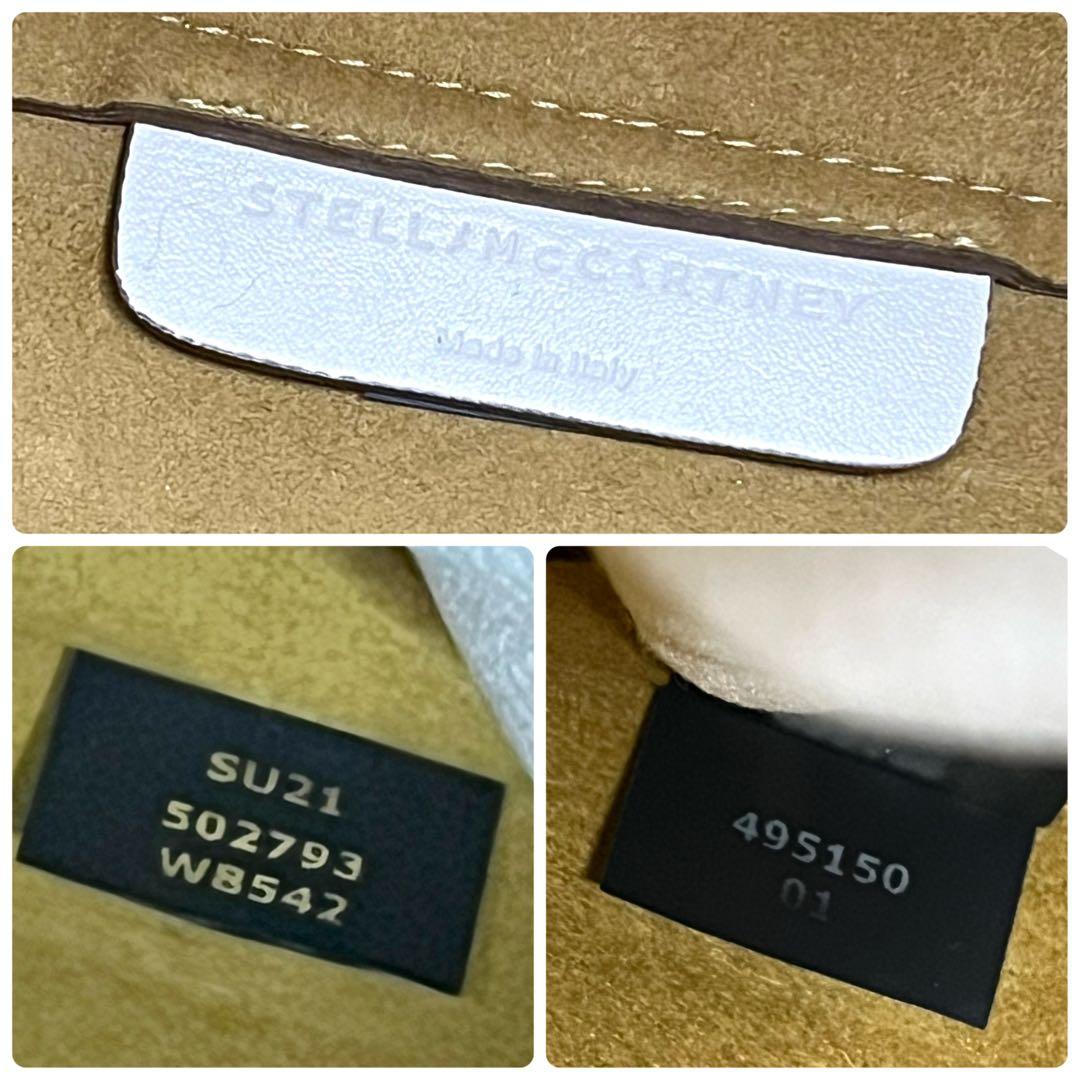 STELLA McCARTNEY
Made in Italy
SU21
502793
W8542
495150
01